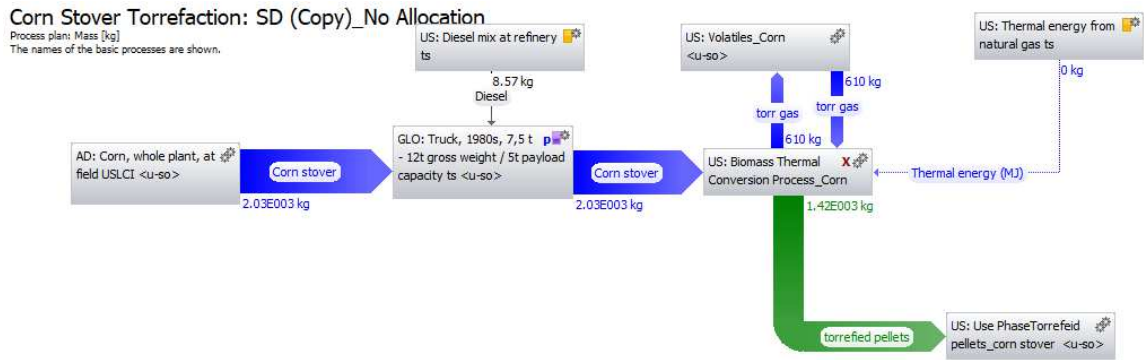 Corn Stover Torrefaction: SD (Copy)_No Allocation
Process plan: Mass [kg]
The names of the basic processes are shown.
US: Diesel mix at refinery
ts
US: Volatiles_Corn
<u-so>
US: Thermal energy from
natural gas ts
8.57 kg
Diesel
610 kg
torr gas
torr gas
610 kg
0 kg
AD: Corn, whole plant, at
field USLCI <u-so>
Corn stover
2.03E003 kg
GLO: Truck, 1980s, 7,5 t
- 12t gross weight / 5t payload
capacity ts <u-so>
p
Corn stover
2.03E003 kg
US: Biomass Thermal
Conversion Process_Corn
X
Thermal energy (MJ)
1.42E003 kg
torrefied pellets
US: Use PhaseTorrefeid
pellets_corn stover <u-so>